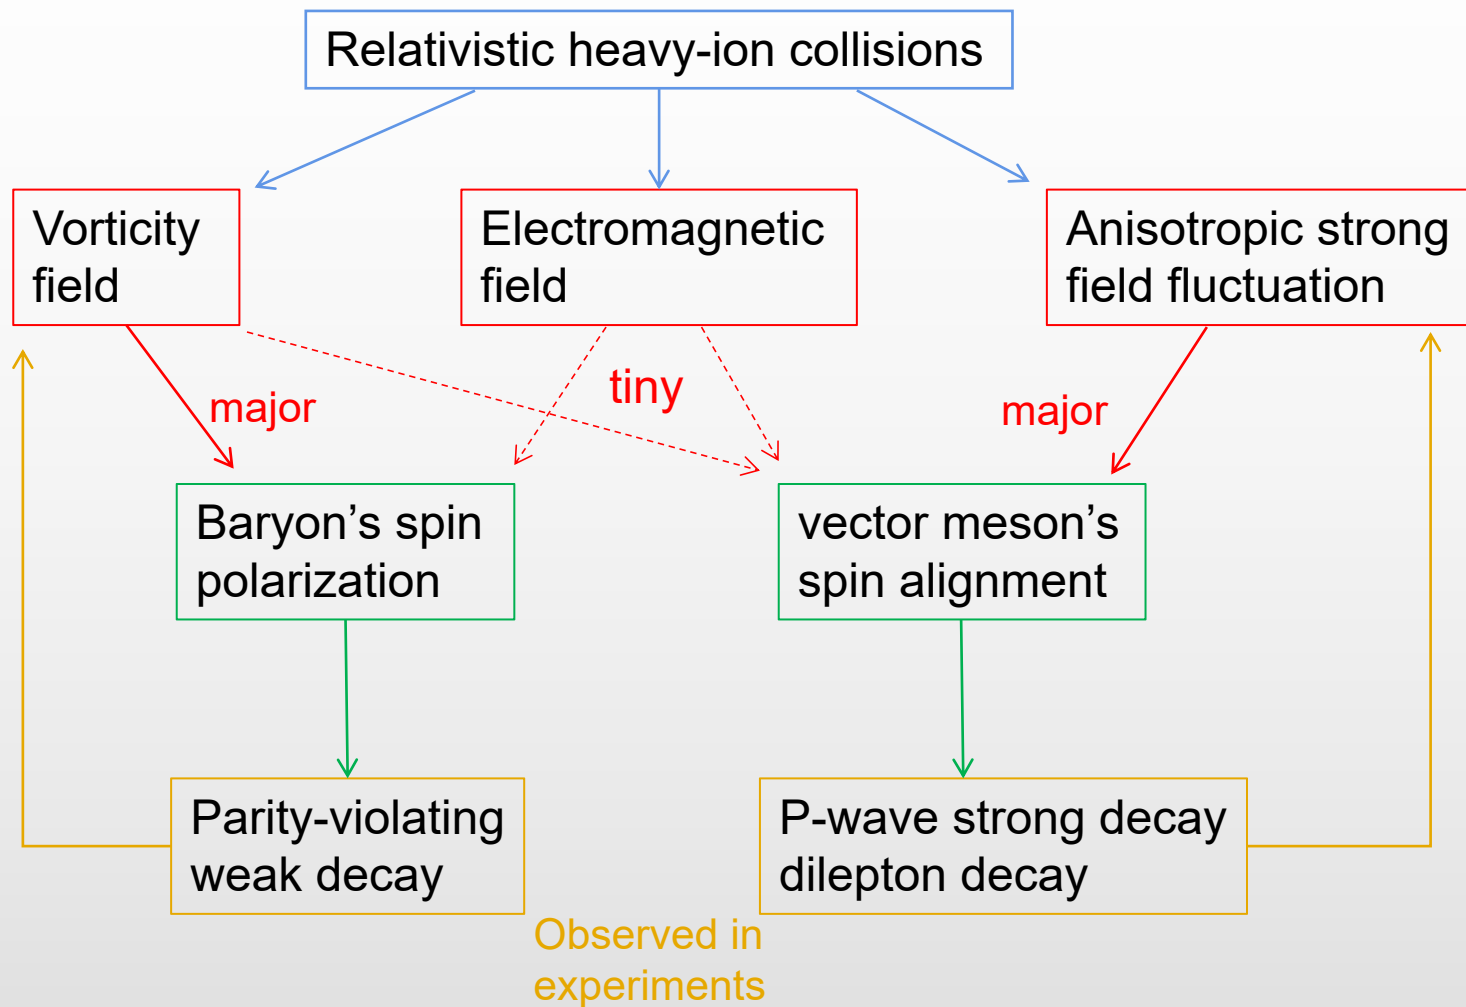 Relativistic heavy-ion collisions
Vorticity
field
Electromagnetic
field
Anisotropic strong
field fluctuation
major
tiny
major
Baryon’s spin
polarization
vector meson’s
spin alignment
Parity-violating
weak decay
P-wave strong decay
dilepton decay
Observed in
experiments